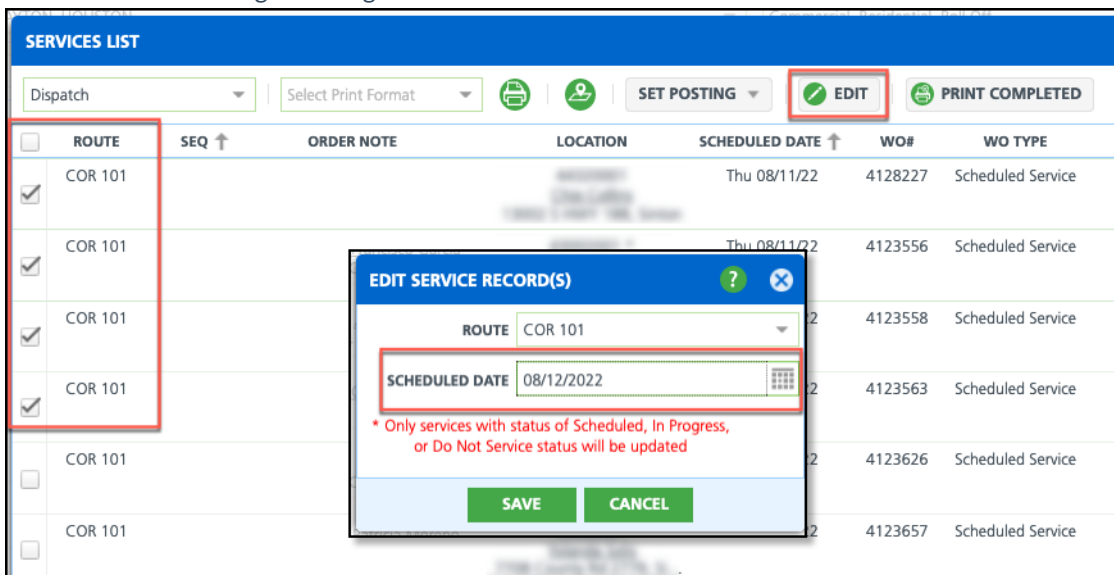 SERVICES LIST
Dispatch Select Print Format SET POSTING EDIT PRINT COMPLETED
ROUTE SEQ ORDER NOTE LOCATION SCHEDULED DATE WO# WO TYPE
COR 101 Thu 08/11/22 4128227 Scheduled Service
COR 101 Thu 08/11/22 4123556 Scheduled Service
EDIT SERVICE RECORD(S) ?
ROUTE COR 101
COR 101 22 4123558 Scheduled Service
SCHEDULED DATE 08/12/2022
COR 101 22 4123563 Scheduled Service
* Only services with status of Scheduled, In Progress,
or Do Not Service status will be updated
COR 101 22 4123626 Scheduled Service
SAVE CANCEL
COR 101 22 4123657 Scheduled Service